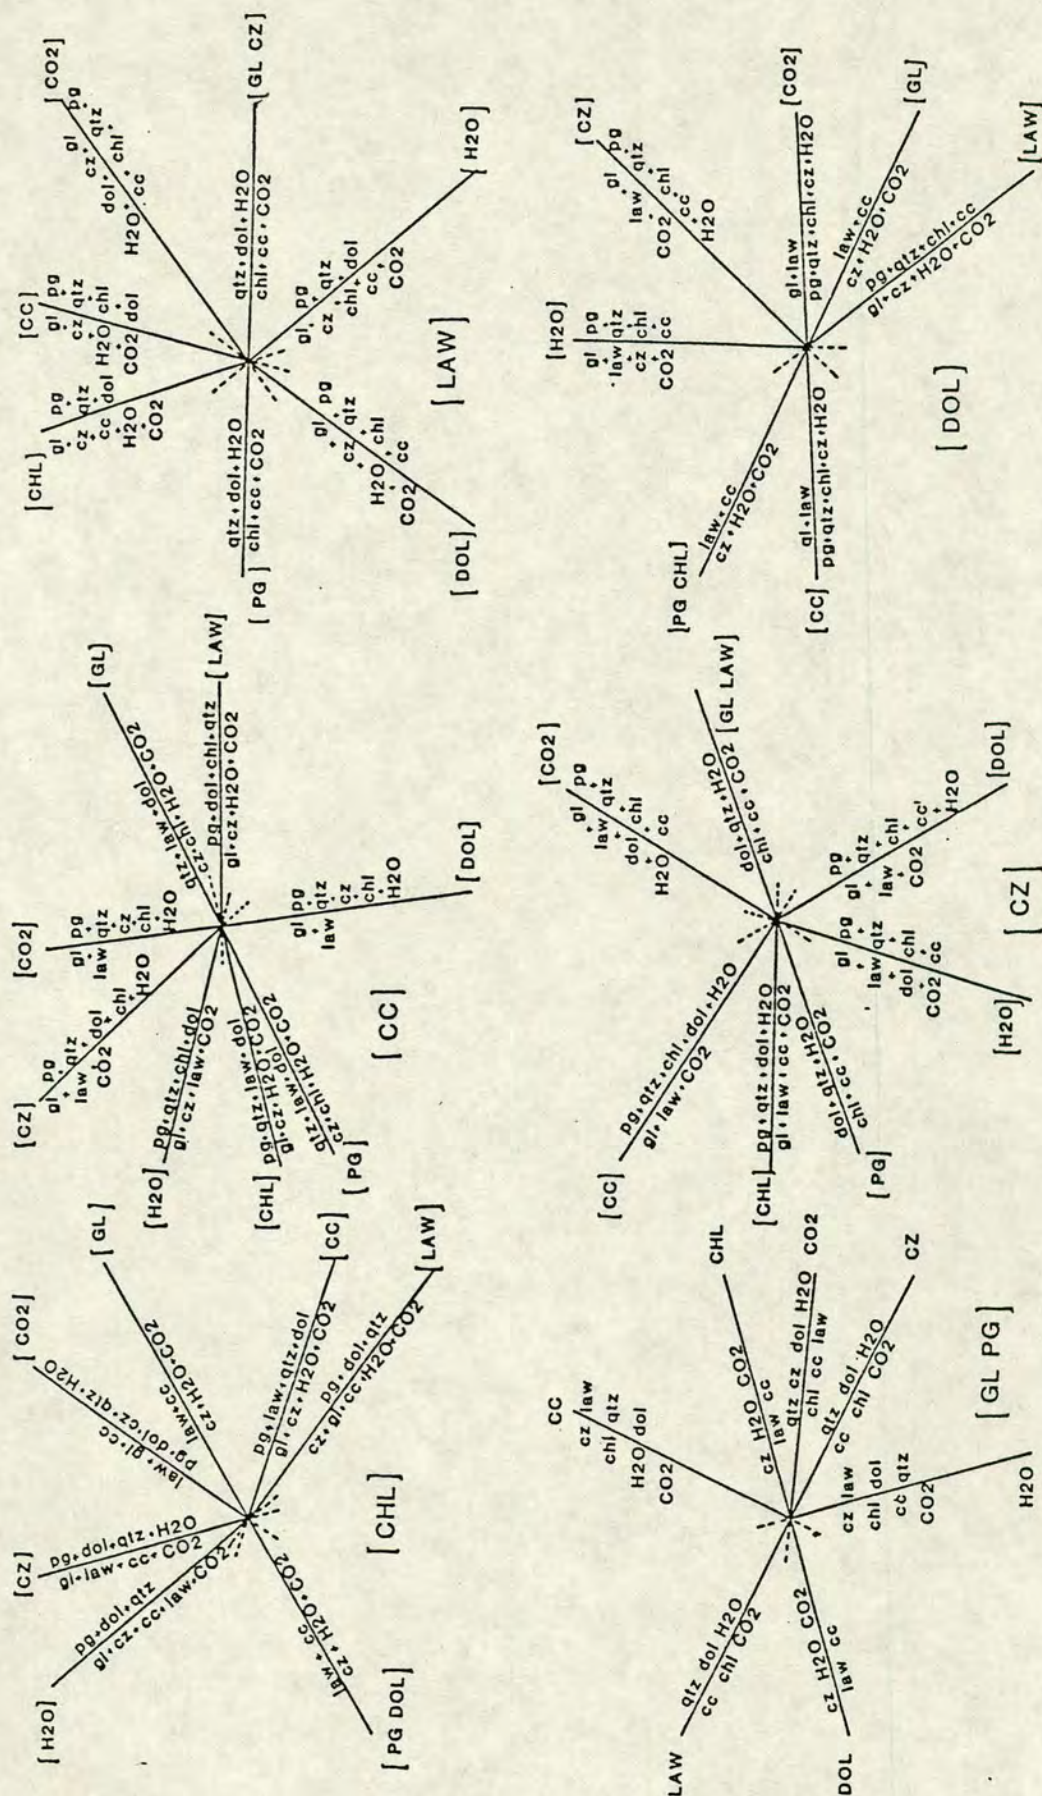 [H2O]
pg+dol+qtz
gl+cz+cc+law+CO2
[CZ]
pg+dol+qtz+H2O
gl+law+cc+CO2
[CO2]
pg+dol+cz+qtz+H2O
law+gl+cc
[GL]
cz+H2O+CO2
law+cc
[CC]
pg+law+qtz+dol
gl+cz+H2O+CO2
[LAW]
pg+dol+qtz
cz+gl+cc+H2O+CO2
[PG DOL]
law+cc
cz+H2O+CO2
[CHL]
[CZ]
gl pg
law qtz
CO2 dol
chl
H2O
[CO2]
gl pg
law qtz
cz
chl
H2O
[GL]
qtz+law+dol
cz+chl+H2O+CO2
[LAW]
pg+dol+chl+qtz
gl+cz+H2O+CO2
[DOL]
gl pg
law qtz
cz
chl
H2O
[H2O]
pg+qtz+chl+dol
gl+cz+law+CO2
[CHL]
pg+qtz+law+dol
gl+cz+H2O+CO2
[PG]
qtz+law+dol
cz+chl+H2O+CO2
[CC]
[CHL]
gl pg
cz qtz
cc dol
H2O
CO2
[CC]
gl pg
cz qtz
H2O chl
CO2 dol
[CO2]
gl pg
cz qtz
dol chl
H2O cc
[GL CZ]
qtz+dol+H2O
chl+cc+CO2
[H2O]
gl pg
cz qtz
chl+dol
cc
CO2
[PG]
qtz+dol+H2O
chl+cc+CO2
[DOL]
gl pg
cz qtz
H2O chl
CO2 cc
[LAW]
CC
cz law
chl qtz
H2O dol
CO2
CHL
cz H2O CO2
law cc
CO2
qtz cz dol H2O
chl cc law
CZ
qtz dol H2O
cc chl CO2
H2O
cz law
chl dol
cc qtz
CO2
LAW
qtz dol H2O
cc chl CO2
DOL
cz H2O CO2
law cc
[GL PG]
[CC]
pg+qtz+chl+dol+H2O
gl+law+CO2
[CO2]
gl pg
law qtz
dol chl
H2O cc
[GL LAW]
dol+qtz+H2O
chl+cc+CO2
[CHL]
pg+qtz+dol+H2O
gl+law+cc+CO2
[PG]
dol+qtz+H2O
chl+cc+CO2
[H2O]
gl pg
law qtz
dol chl
CO2 cc
[DOL]
gl pg
law qtz
CO2 chl
cc
H2O
[CZ]
[H2O]
gl pg
law qtz
cz chl
CO2 cc
[CZ]
gl pg
law qtz
CO2 chl
cc
H2O
[CO2]
gl+law
pg+qtz+chl+cz+H2O
[GL]
law+cc
cz+H2O+CO2
[LAW]
pg+qtz+chl+cc
gl+cz+H2O+CO2
[PG CHL]
law+cc
cz+H2O+CO2
[CC]
gl+law
pg+qtz+chl+cz+H2O
[DOL]